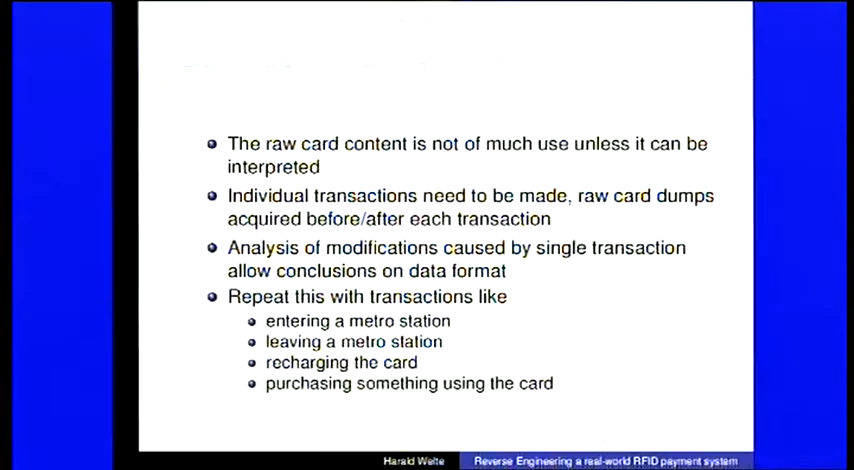 The raw card content is not of much use unless it can be
interpreted
Individual transactions need to be made, raw card dumps
acquired before/after each transaction
Analysis of modifications caused by single transaction
allow conclusions on data format
Repeat this with transactions like
entering a metro station
leaving a metro station
recharging the card
purchasing something using the card
Harald Welte Reverse Engineering a real-world RFID payment system